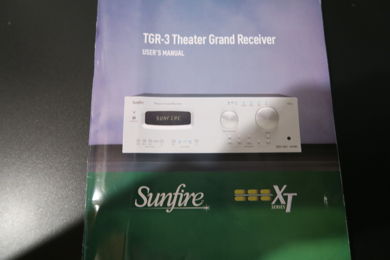 TGR-3 Theater Grand Receiver
USER'S MANUAL
SUNFIRE
Sunfire
XT
SERIES